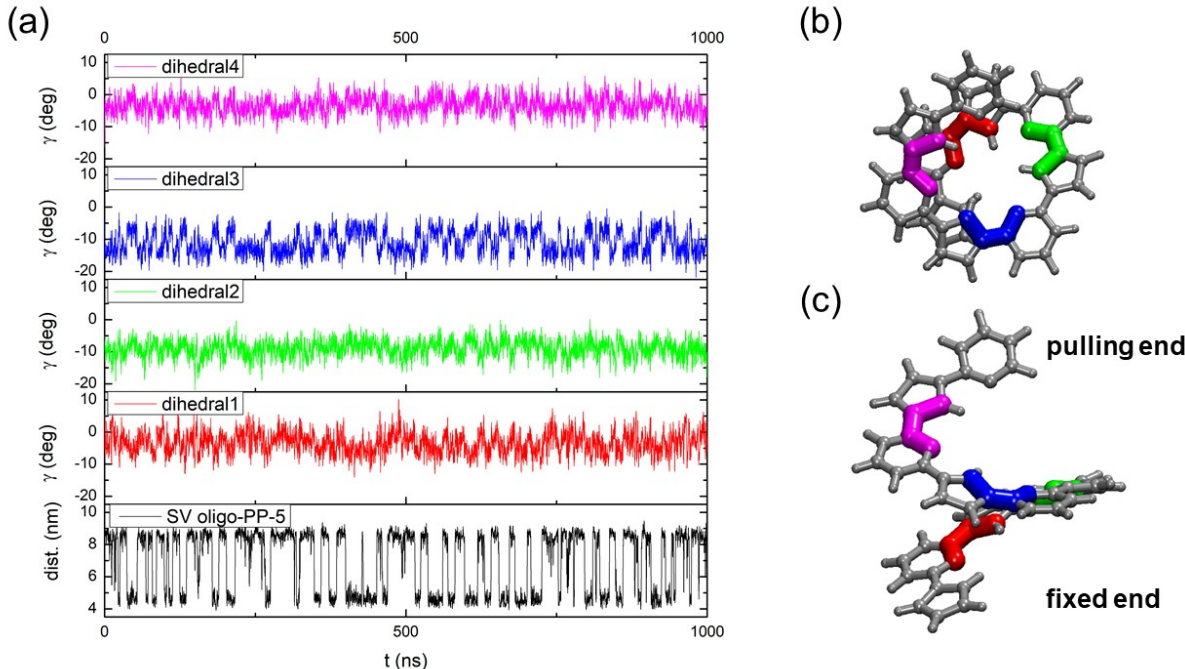 (a)
0 500 1000
10
0
-10
-20
γ (deg)
dihedral4
10
0
-10
-20
γ (deg)
dihedral3
10
0
-10
-20
γ (deg)
dihedral2
10
0
-10
-20
γ (deg)
dihedral1
10
8
6
4
dist. (nm)
SV oligo-PP-5
0 500 1000
t (ns)
(b)
(c)
pulling end
fixed end